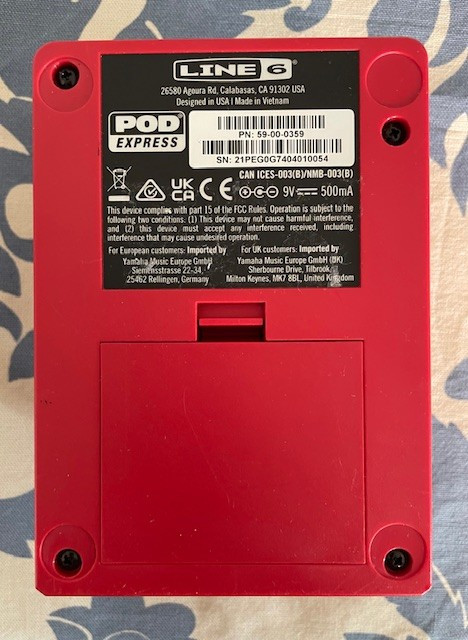 LINE 6
26580 Agoura Rd, Calabasas, CA 91302 USA
Designed in USA | Made in Vietnam
POD
EXPRESS
PN: 59-00-0359
SN: 21PEG0G7404010054
CAN ICES-003(B)/NMB-003(B)
UK
CA
CE
9V 500mA
This device complies with part 15 of the FCC Rules. Operation is subject to the
following two conditions: (1) This device may not cause harmful interference,
and (2) this device must accept any interference received, including
interference that may cause undesired operation.
For European customers: Imported by
Yamaha Music Europe GmbH
Siemensstrasse 22-34,
25462 Rellingen, Germany
For UK customers: Imported by
Yamaha Music Europe GmbH (UK)
Sherbourne Drive, Tilbrook,
Milton Keynes, MK7 8BL, United Kingdom